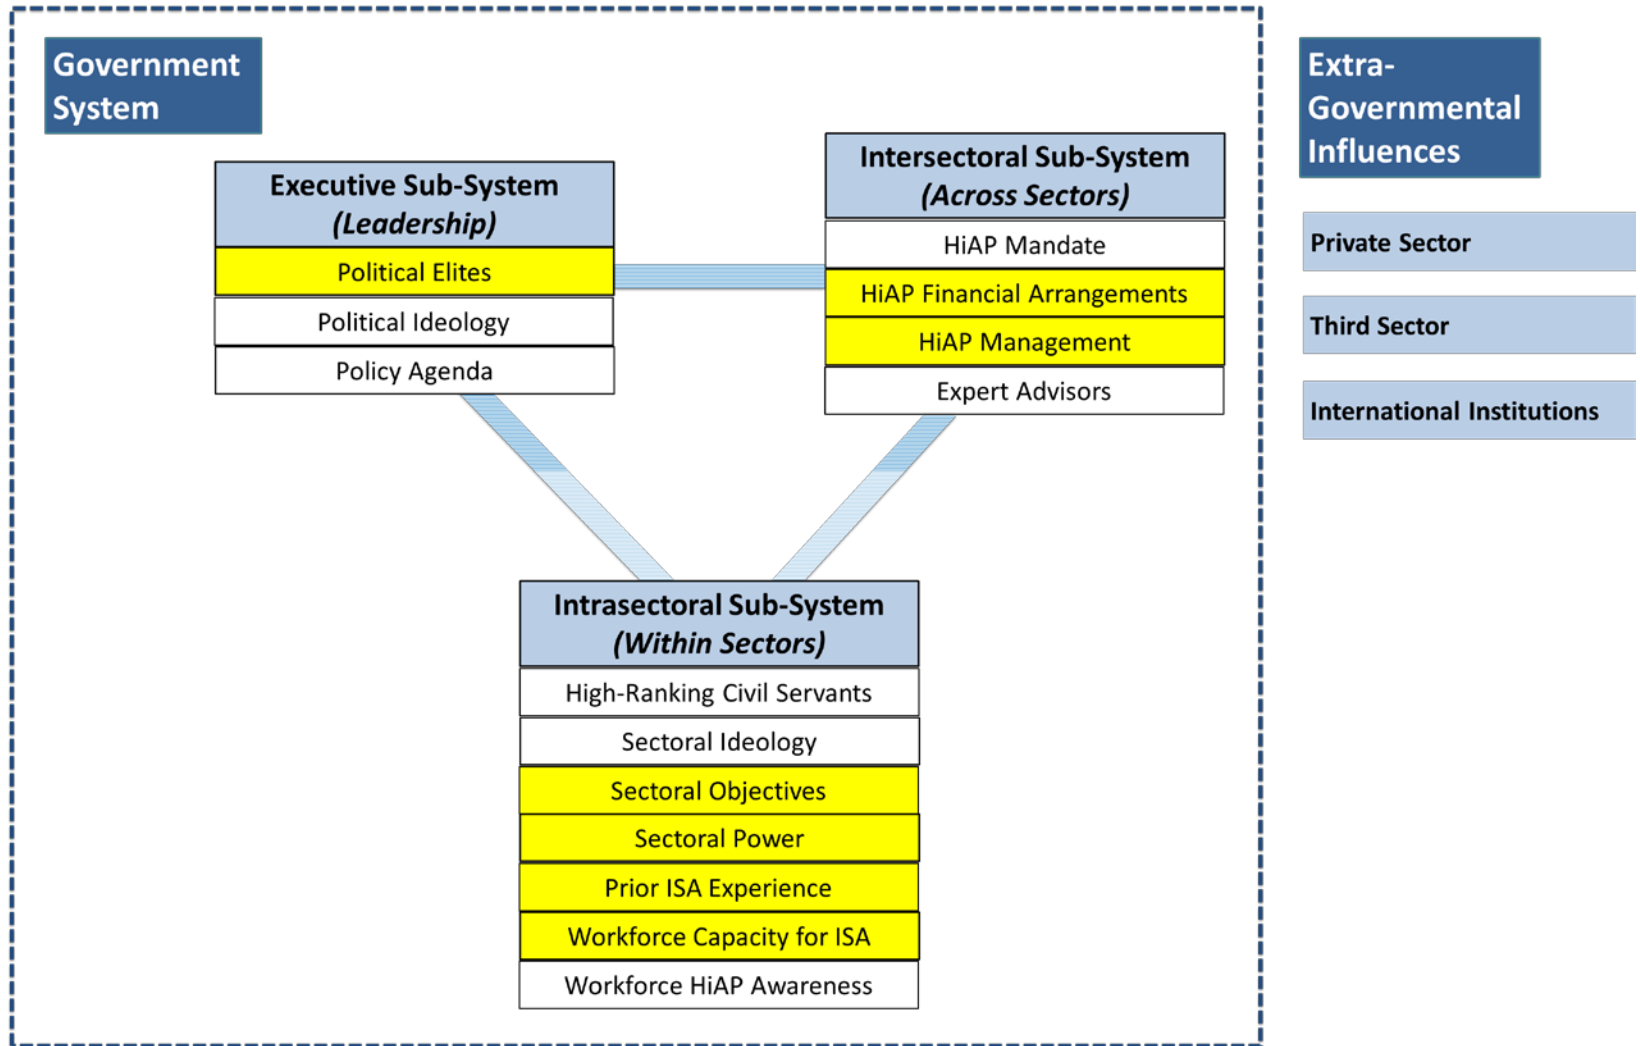 Government
System
Executive Sub-System
(Leadership)
Political Elites
Political Ideology
Policy Agenda
Intersectoral Sub-System
(Across Sectors)
HiAP Mandate
HiAP Financial Arrangements
HiAP Management
Expert Advisors
Intrasectoral Sub-System
(Within Sectors)
High-Ranking Civil Servants
Sectoral Ideology
Sectoral Objectives
Sectoral Power
Prior ISA Experience
Workforce Capacity for ISA
Workforce HiAP Awareness
Extra-
Governmental
Influences
Private Sector
Third Sector
International Institutions